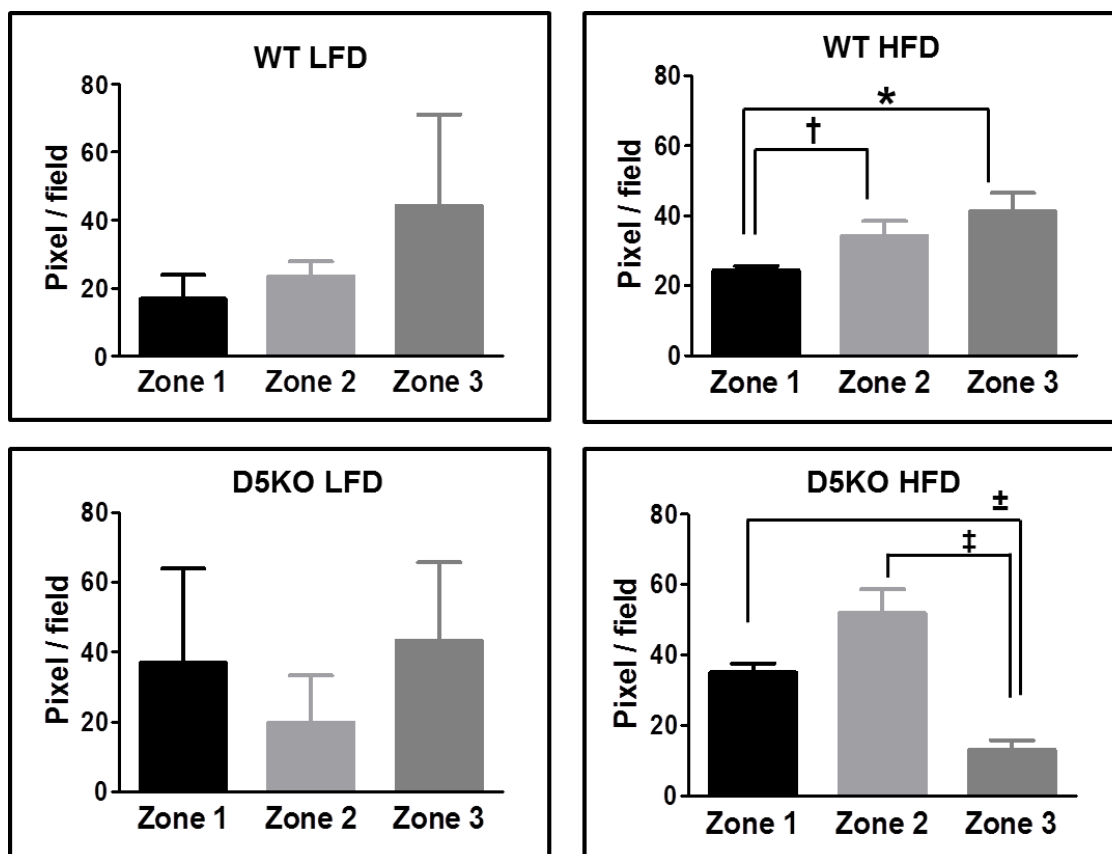 WT LFD
80
60
40
20
0
Pixel / field
Zone 1 Zone 2 Zone 3
WT HFD
80
60
40
20
0
Pixel / field
*
†
Zone 1 Zone 2 Zone 3
D5KO LFD
80
60
40
20
0
Pixel / field
Zone 1 Zone 2 Zone 3
D5KO HFD
80
60
40
20
0
Pixel / field
±
‡
Zone 1 Zone 2 Zone 3